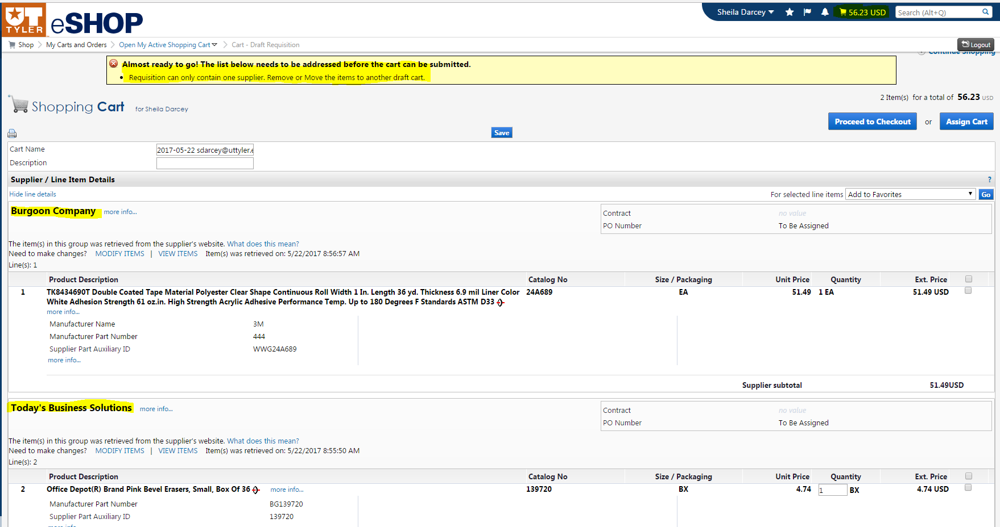 UT
TYLER
eSHOP
Sheila Darcey
56.23 USD
Search (Alt+Q)
Shop
My Carts and Orders
Open My Active Shopping Cart
Cart - Draft Requisition
Logout
Continue Shopping
Almost ready to go! The list below needs to be addressed before the cart can be submitted.
Requisition can only contain one supplier. Remove or Move the items to another draft cart.
Shopping Cart for Sheila Darcey
2 Item(s) for a total of 56.23 USD
Proceed to Checkout or Assign Cart
Save
Cart Name 2017-05-22 sdarcey@uttyler.e
Description
Supplier / Line Item Details ?
Hide line details
For selected line items Add to Favorites Go
Burgoon Company more info...
Contract no value
PO Number To Be Assigned
The item(s) in this group was retrieved from the supplier's website. What does this mean?
Need to make changes? MODIFY ITEMS | VIEW ITEMS Item(s) was retrieved on: 5/22/2017 8:56:57 AM
Line(s): 1
Product Description Catalog No Size / Packaging Unit Price Quantity Ext. Price
1 TK8434690T Double Coated Tape Material Polyester Clear Shape Continuous Roll Width 1 In. Length 36 yd. Thickness 6.9 mil Liner Color 24A689 EA 51.49 1 EA 51.49 USD
White Adhesion Strength 61 oz.in. High Strength Acrylic Adhesive Performance Temp. Up to 180 Degrees F Standards ASTM D33
more info...
Manufacturer Name 3M
Manufacturer Part Number 444
Supplier Part Auxiliary ID WWG24A689
more info...
Supplier subtotal 51.49USD
Today's Business Solutions more info...
Contract no value
PO Number To Be Assigned
The item(s) in this group was retrieved from the supplier's website. What does this mean?
Need to make changes? MODIFY ITEMS | VIEW ITEMS Item(s) was retrieved on: 5/22/2017 8:55:50 AM
Line(s): 2
Product Description Catalog No Size / Packaging Unit Price Quantity Ext. Price
2 Office Depot(R) Brand Pink Bevel Erasers, Small, Box Of 36 more info... 139720 BX 4.74 1 BX 4.74 USD
Manufacturer Part Number BG139720
Supplier Part Auxiliary ID 139720
more info...